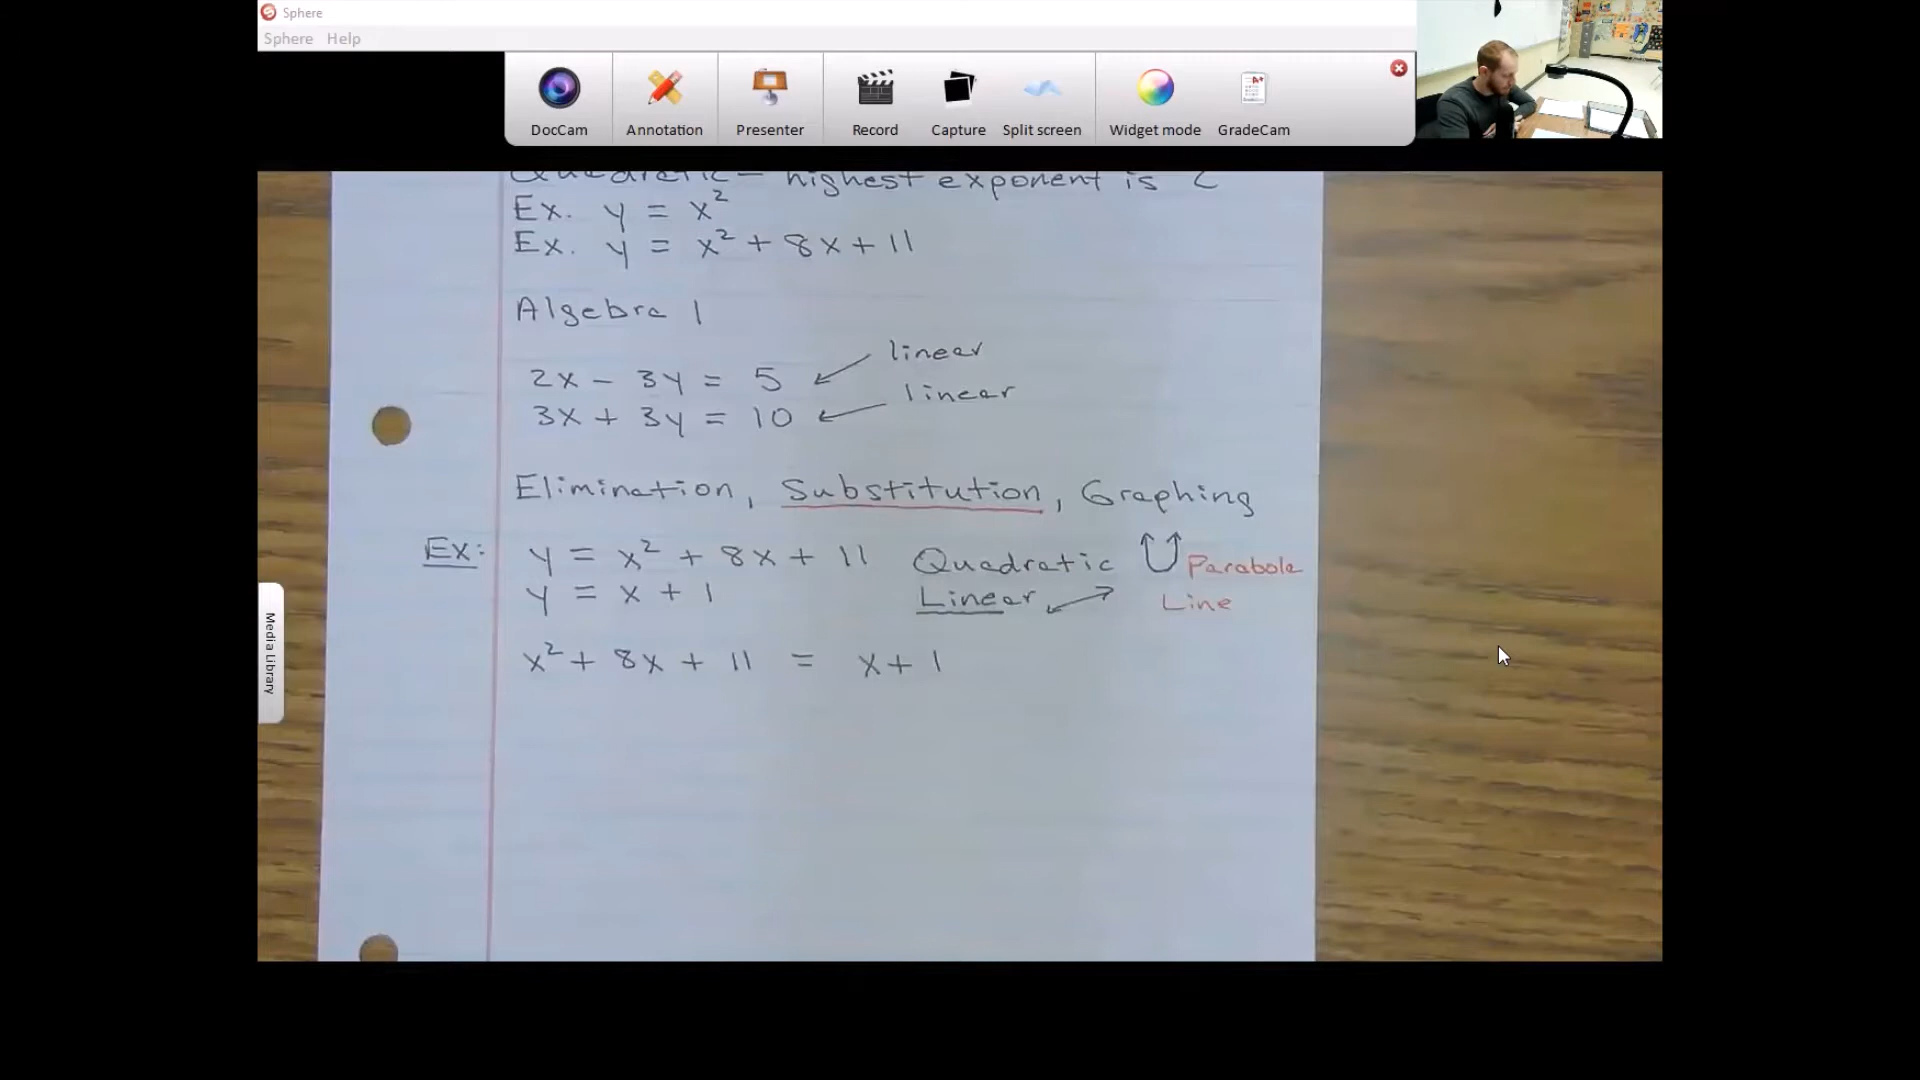 Sphere
Sphere Help
DocCam Annotation Presenter Record Capture Split screen Widget mode GradeCam
Quadratic – highest exponent is 2
Ex. y = x²
Ex. y = x² + 8x + 11
Algebra 1
2x - 3y = 5 linear
3x + 3y = 10 linear
Elimination, Substitution, Graphing
Ex: y = x² + 8x + 11 Quadratic Parabola
y = x + 1 Linear Line
x² + 8x + 11 = x + 1
Media Library